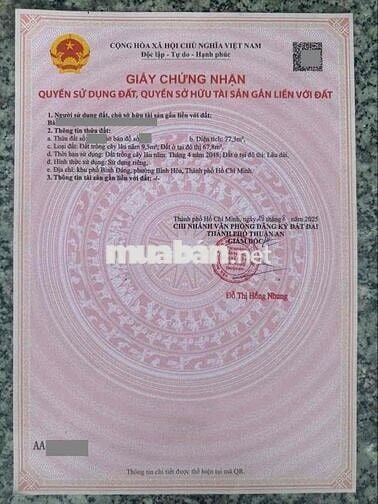 CỘNG HÒA XÃ HỘI CHỦ NGHĨA VIỆT NAM
Độc lập - Tự do - Hạnh phúc
GIẤY CHỨNG NHẬN
QUYỀN SỬ DỤNG ĐẤT, QUYỀN SỞ HỮU TÀI SẢN GẮN LIỀN VỚI ĐẤT
1. Người sử dụng đất, chủ sở hữu tài sản gắn liền với đất:
Bà
2. Thông tin thửa đất:
a. Thửa đất số: tờ bản đồ số: b. Diện tích: 77,3m²,
c. Loại đất: Đất trồng cây lâu năm 9,5m²; Đất ở tại đô thị 67,8m².
d. Thời hạn sử dụng: Đất trồng cây lâu năm: Tháng 4 năm 2048; Đất ở tại đô thị: Lâu dài.
đ. Hình thức sử dụng: Sử dụng riêng.
e. Địa chỉ: khu phố Bình Đáng, phường Bình Hòa, Thành phố Hồ Chí Minh.
3. Thông tin tài sản gắn liền với đất: -/-
Thành phố Hồ Chí Minh, ngày tháng năm 2025
CHI NHÁNH VĂN PHÒNG ĐĂNG KÝ ĐẤT ĐAI
THÀNH PHỐ THUẬN AN
GIÁM ĐỐC
muaban.net
Đỗ Thị Hồng Nhung
AA
Thông tin chi tiết được thể hiện tại mã QR.